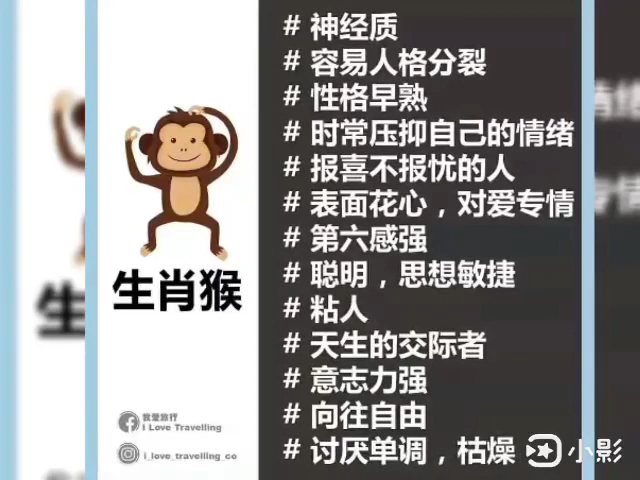 # 神经质
# 容易人格分裂
# 性格早熟
# 时常压抑自己的情绪
# 报喜不报忧的人
# 表面花心，对爱专情
# 第六感强
# 聪明，思想敏捷
# 粘人
# 天生的交际者
# 意志力强
# 向往自由
# 讨厌单调，枯燥
生肖猴
我爱旅行
I Love Travelling
i_love_travelling_co
小影